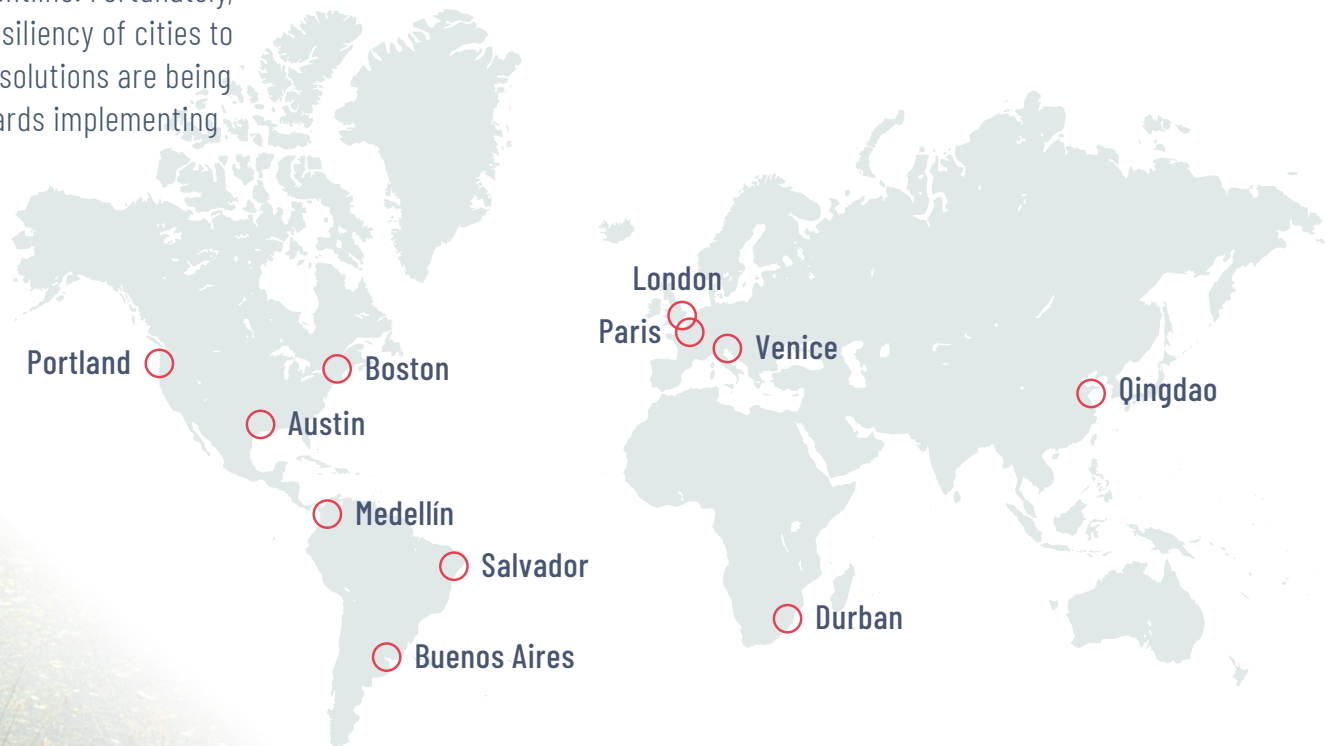 siliency of cities to
solutions are being
ards implementing
London
Paris
Venice
Portland
Boston
Qingdao
Austin
Medellín
Salvador
Durban
Buenos Aires